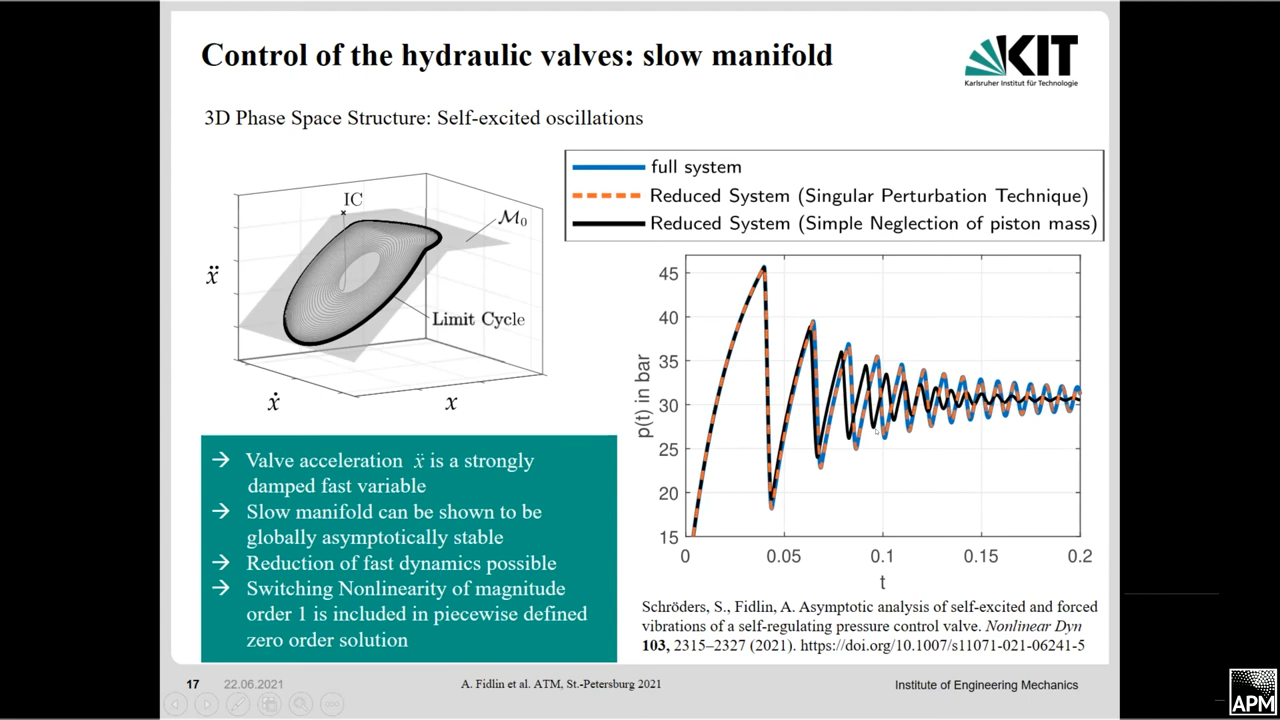 Control of the hydraulic valves: slow manifold
KIT
Karlsruher Institut für Technologie
3D Phase Space Structure: Self-excited oscillations
IC
ℳ₀
ẍ
Limit Cycle
ẋ
x
full system
Reduced System (Singular Perturbation Technique)
Reduced System (Simple Neglection of piston mass)
45
40
35
30
25
20
15
p(t) in bar
0
0.05
0.1
0.15
0.2
t
→ Valve acceleration ẍ is a strongly
damped fast variable
→ Slow manifold can be shown to be
globally asymptotically stable
→ Reduction of fast dynamics possible
→ Switching Nonlinearity of magnitude
order 1 is included in piecewise defined
zero order solution
Schröders, S., Fidlin, A. Asymptotic analysis of self-excited and forced
vibrations of a self-regulating pressure control valve. Nonlinear Dyn
103, 2315–2327 (2021). https://doi.org/10.1007/s11071-021-06241-5
17
22.06.2021
A. Fidlin et al. ATM, St.-Petersburg 2021
Institute of Engineering Mechanics
APM